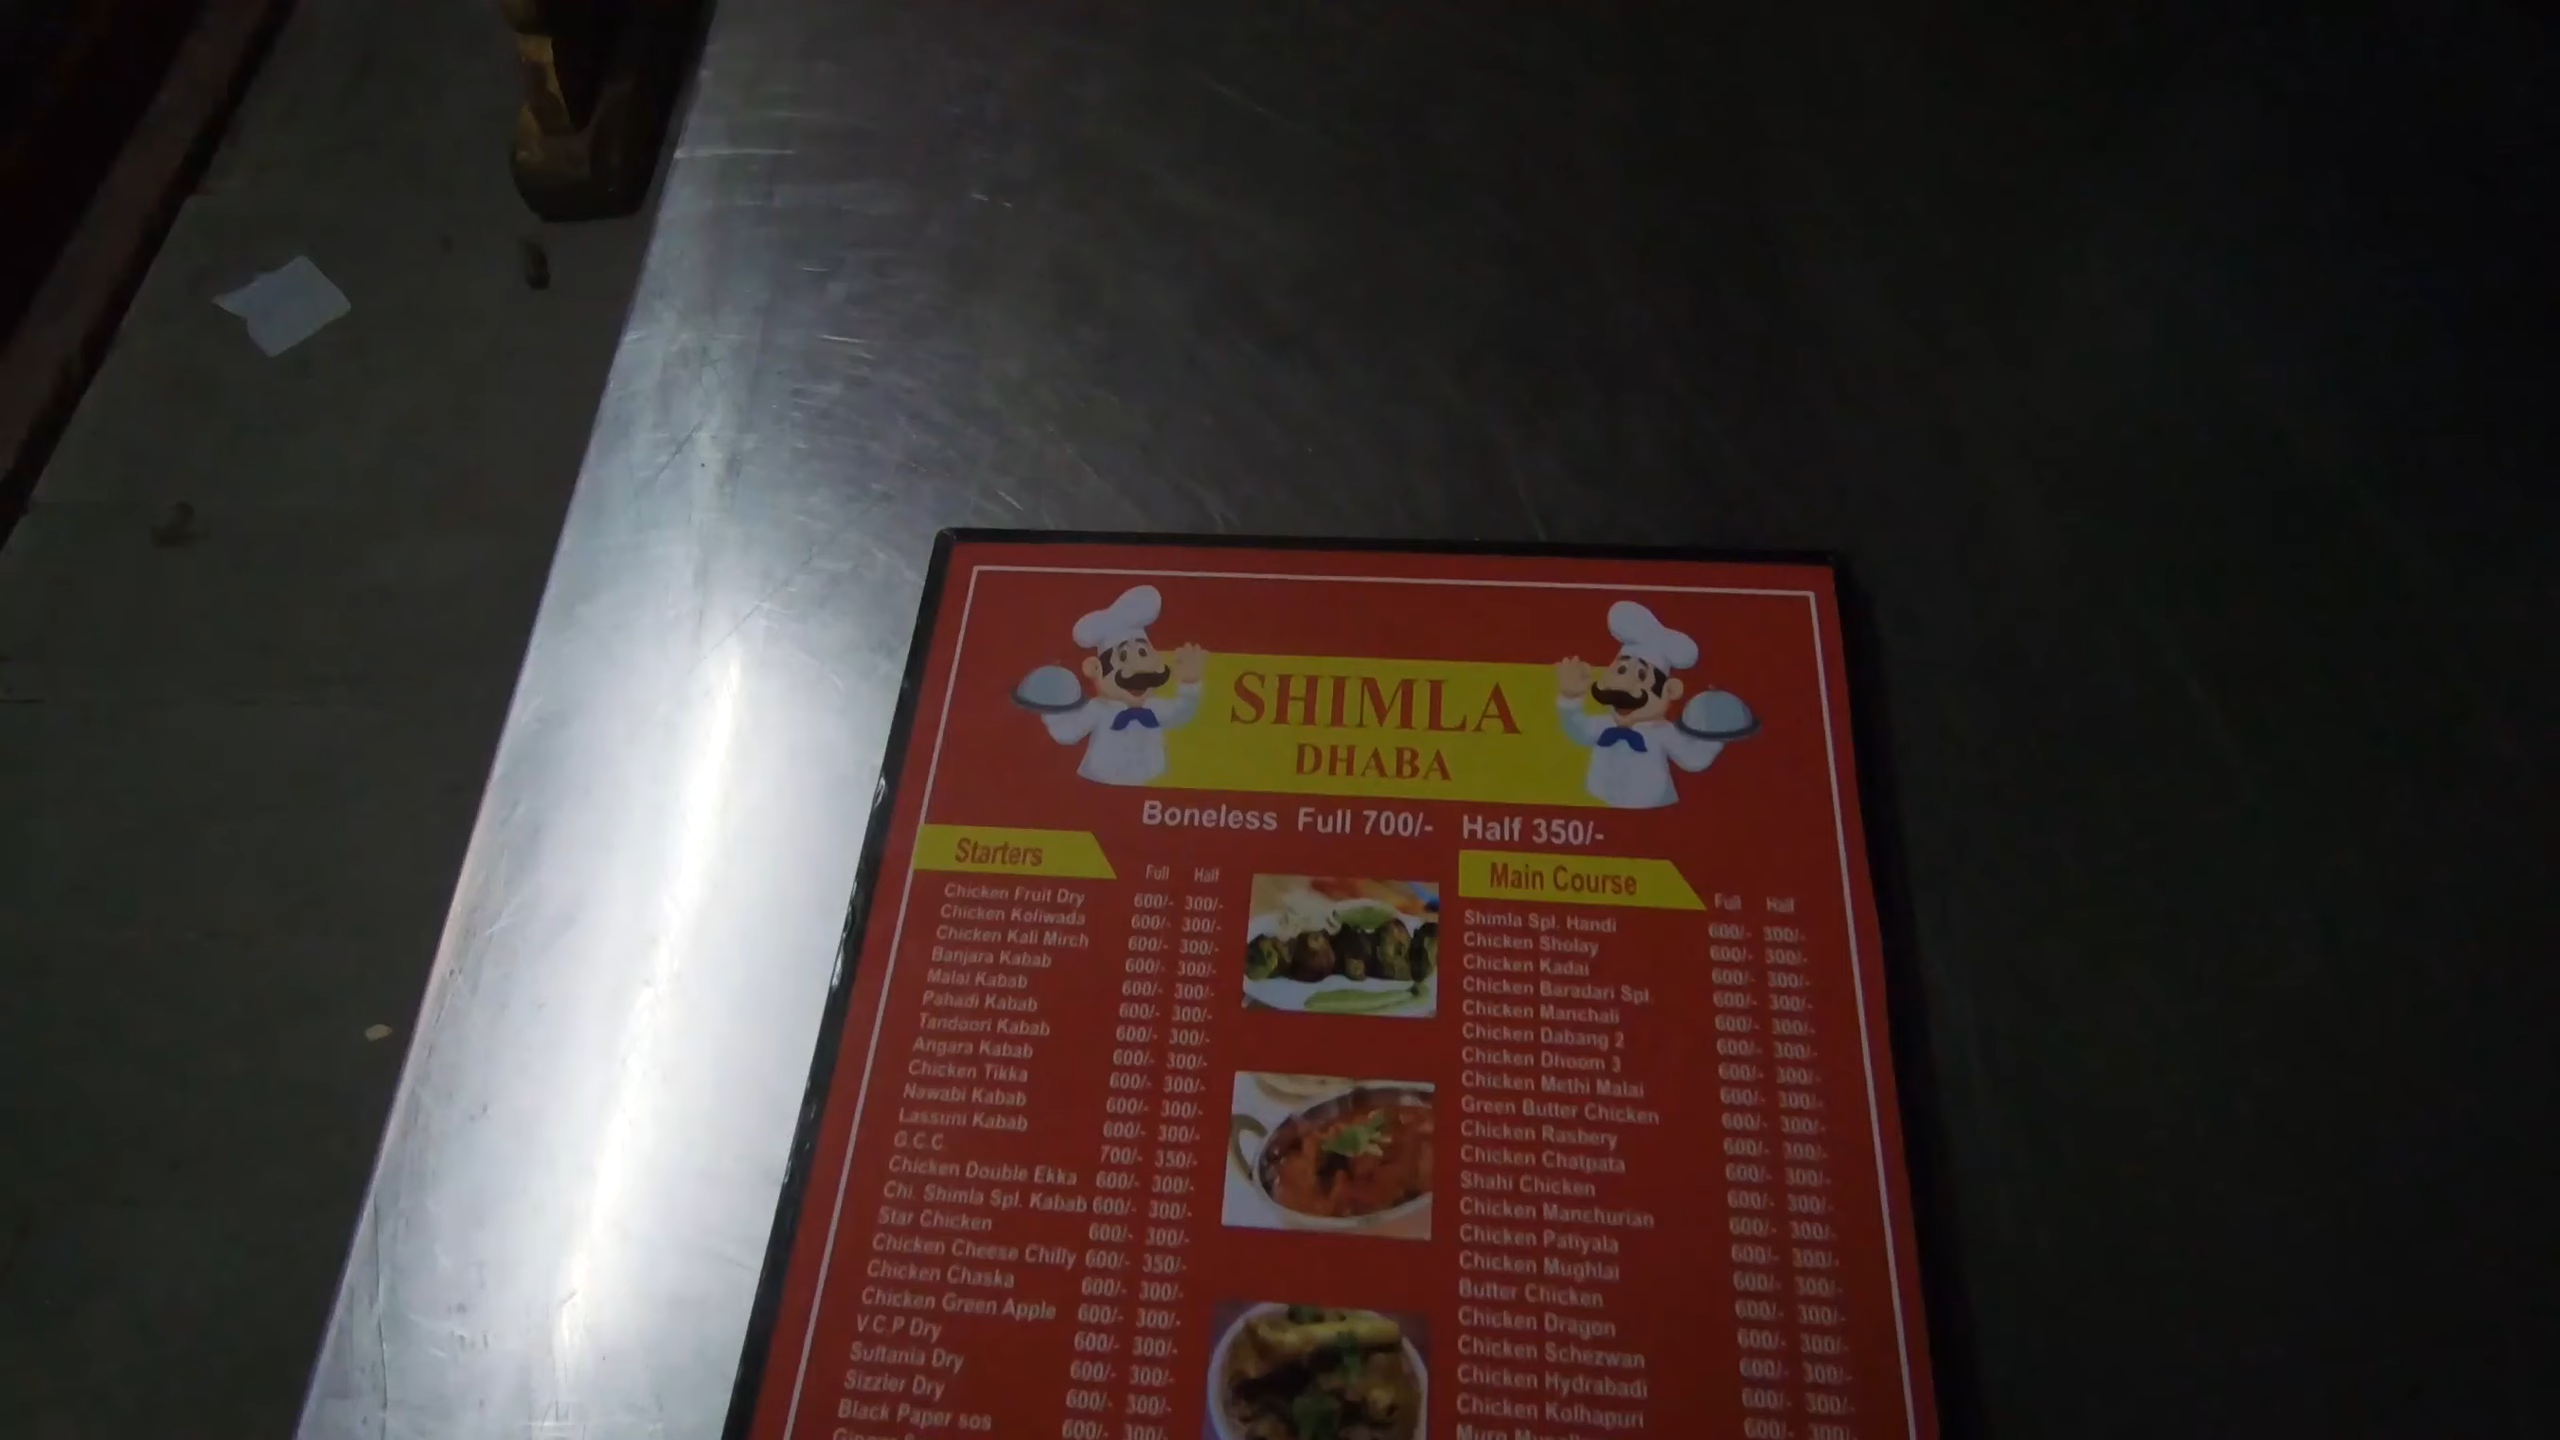 SHIMLA
DHABA
Boneless Full 700/- Half 350/-
Starters
Full Half
Chicken Fruit Dry 600/- 300/-
Chicken Koliwada 600/- 300/-
Chicken Kali Mirch 600/- 300/-
Banjara Kabab 600/- 300/-
Malai Kabab 600/- 300/-
Pahadi Kabab 600/- 300/-
Tandoori Kabab 600/- 300/-
Angara Kabab 600/- 300/-
Chicken Tikka 600/- 300/-
Nawabi Kabab 600/- 300/-
Lassuni Kabab 600/- 300/-
G.C.C. 700/- 350/-
Chicken Double Ekka 600/- 300/-
Chi. Shimla Spl. Kabab 600/- 300/-
Star Chicken 600/- 300/-
Chicken Cheese Chilly 600/- 350/-
Chicken Chaska 600/- 300/-
Chicken Green Apple 600/- 300/-
V.C.P Dry 600/- 300/-
Sultania Dry 600/- 300/-
Sizzler Dry 600/- 300/-
Black Paper sos 600/- 300/-
Main Course
Full Half
Shimla Spl. Handi 600/- 300/-
Chicken Sholay 600/- 300/-
Chicken Kadai 600/- 300/-
Chicken Baradari Spl. 600/- 300/-
Chicken Manchali 600/- 300/-
Chicken Dabang 2 600/- 300/-
Chicken Dhoom 3 600/- 300/-
Chicken Methi Malai 600/- 300/-
Green Butter Chicken 600/- 300/-
Chicken Rasbery 600/- 300/-
Chicken Chatpata 600/- 300/-
Shahi Chicken 600/- 300/-
Chicken Manchurian 600/- 300/-
Chicken Patiyala 600/- 300/-
Chicken Mughlai 600/- 300/-
Butter Chicken 600/- 300/-
Chicken Dragon 600/- 300/-
Chicken Schezwan 600/- 300/-
Chicken Hydrabadi 600/- 300/-
Chicken Kolhapuri 600/- 300/-